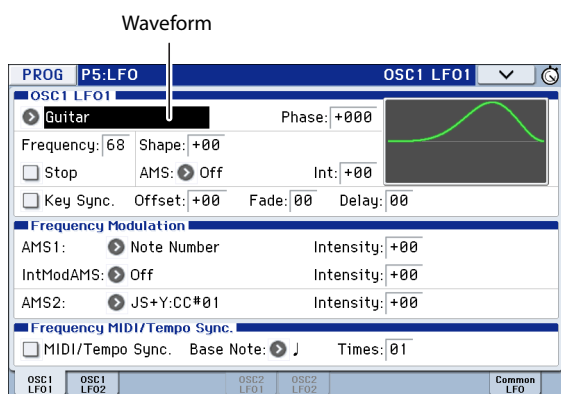 Waveform
PROG P5:LFO OSC1 LFO1
OSC1 LFO1
Guitar Phase: +000
Frequency: 68 Shape: +00
Stop AMS: Off Int: +00
Key Sync. Offset: +00 Fade: 00 Delay: 00
Frequency Modulation
AMS1: Note Number Intensity: +00
IntModAMS: Off Intensity: +00
AMS2: JS+Y:CC#01 Intensity: +00
Frequency MIDI/Tempo Sync.
MIDI/Tempo Sync. Base Note: ♩ Times: 01
OSC1 LFO1 OSC1 LFO2 OSC2 LFO1 OSC2 LFO2 Common LFO